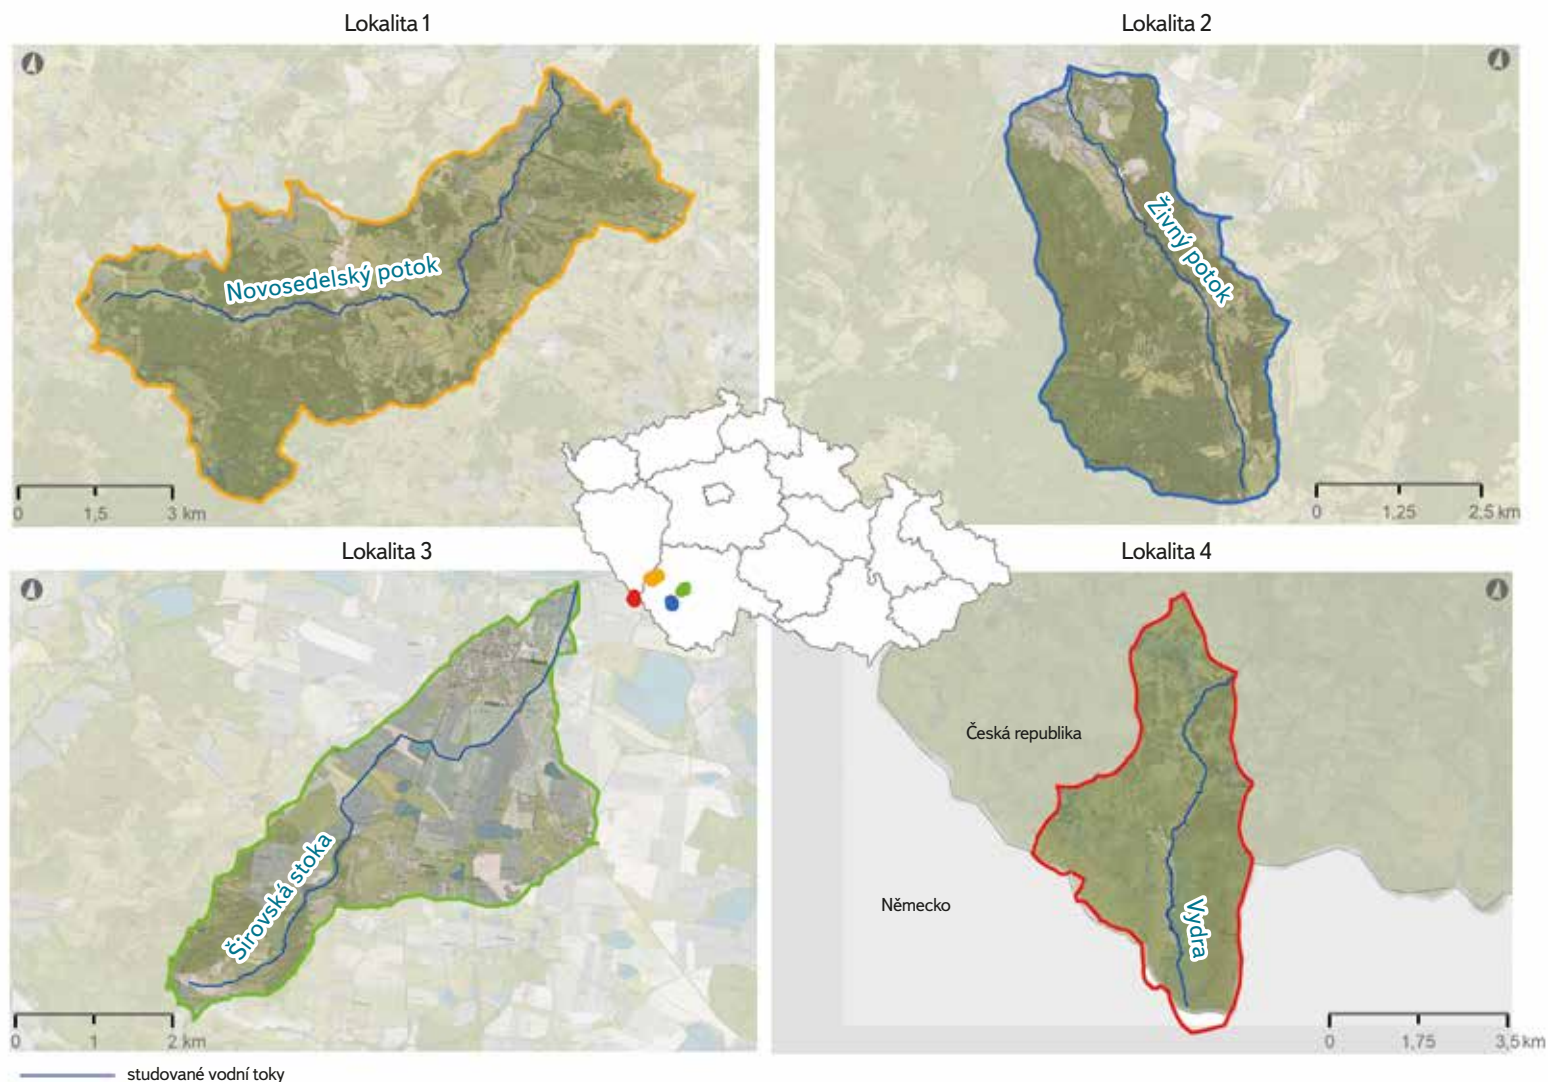 Lokalita 1
Lokalita 2
Novosedelský potok
Živný potok
0 1,5 3 km
0 1,25 2,5 km
Lokalita 3
Lokalita 4
Česká republika
Německo
Širovská stoka
Vydra
0 1 2 km
0 1,75 3,5 km
studované vodní toky